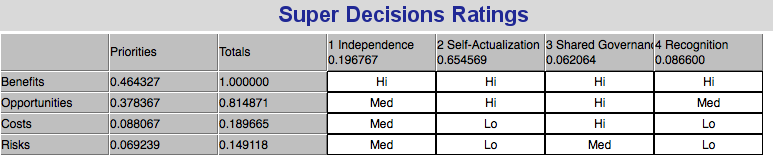 Super Decisions Ratings
Priorities Totals 1 Independence 2 Self-Actualization 3 Shared Governanc 4 Recognition
0.196767 0.654569 0.062064 0.086600
Benefits 0.464327 1.000000 Hi Hi Hi Hi
Opportunities 0.378367 0.814871 Med Hi Hi Med
Costs 0.088067 0.189665 Med Lo Hi Lo
Risks 0.069239 0.149118 Med Lo Med Lo